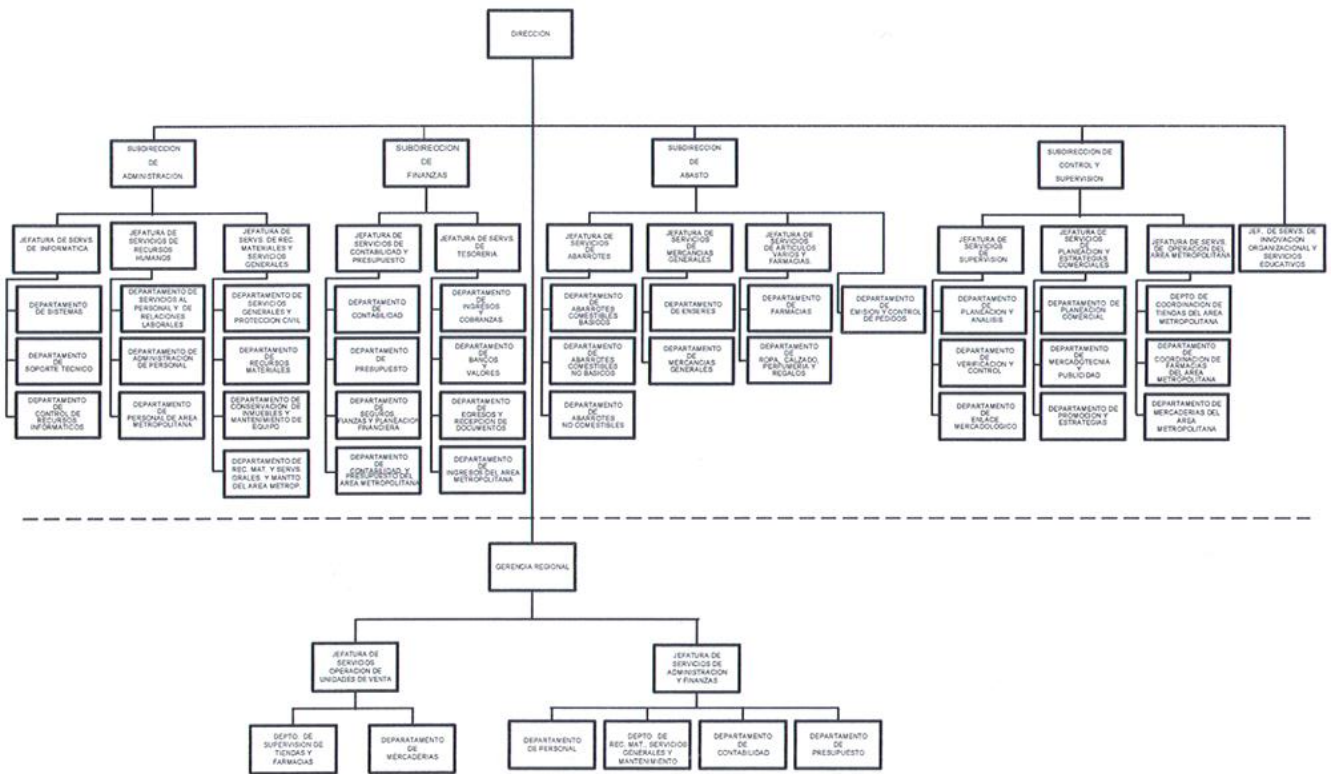 DIRECCIÓN
SUBDIRECCION
DE
ADMINISTRACIÓN
SUBDIRECCION
DE
FINANZAS
SUBDIRECCION
DE
ABASTO
SUBDIRECCION DE
CONTROL Y
SUPERVISION
JEFATURA DE SERVS.
DE INFORMATICA
JEFATURA DE
SERVICIOS DE
RECURSOS
HUMANOS
JEFATURA DE
SERVS. DE REC.
MATERIALES Y
SERVICIOS
GENERALES
JEFATURA DE
SERVICIOS DE
CONTABILIDAD Y
PRESUPUESTO
JEFATURA DE SERVS.
DE
TESORERIA
JEFATURA DE
SERVICIOS
DE
ABARROTES
JEFATURA DE
SERVICIOS
DE
MERCANCIAS
GENERALES
JEFATURA DE
SERVICIOS
DE ARTICULOS
VARIOS Y
FARMACIAS.
JEFATURA DE
SERVICIOS
DE
SUPERVISION
JEFATURA DE
SERVICIOS
DE PLANEACION Y
ESTRATEGIAS
COMERCIALES
JEFATURA DE SERVS.
DE OPERACIÓN DEL
AREA METROPOLITANA
JEF. DE SERVS. DE
INNOVACION
ORGANIZACIONAL Y
SERVICIOS
EDUCATIVOS
DEPARTAMENTO
DE SISTEMAS
DEPARTAMENTO DE
SERVICIOS AL
PERSONAL Y DE
RELACIONES
LABORALES
DEPARTAMENTO DE
SERVICIOS
GENERALES Y
PROTECCION CIVIL
DEPARTAMENTO
DE
CONTABILIDAD
DEPARTAMENTO
DE
INGRESOS
Y
COBRANZAS
DEPARTAMENTO
DE
ABARROTES
COMESTIBLES
BASICOS
DEPARTAMENTO
DE ENSERES
DEPARTAMENTO
DE
FARMACIAS
DEPARTAMENTO
DE
EMISION Y CONTROL
DE PEDIDOS
DEPARTAMENTO
DE
PLANEACION Y
ANALISIS
DEPARTAMENTO DE
PLANEACION
COMERCIAL
DEPTO. DE
COORDINACION DE
TIENDAS DEL AREA
METROPOLITANA
DEPARTAMENTO
DE
SOPORTE TECNICO
DEPARTAMENTO DE
ADMINISTRACION
DE PERSONAL
DEPARTAMENTO
DE
RECURSOS
MATERIALES
DEPARTAMENTO
DE
PRESUPUESTO
DEPARTAMENTO
DE
BANCOS
Y
VALORES
DEPARTAMENTO
DE
ABARROTES
COMESTIBLES
NO BASICOS
DEPARTAMENTO
DE
MERCANCIAS
GENERALES
DEPARTAMENTO
DE
ROPA, CALZADO,
PERFUMERIA Y
REGALOS
DEPARTAMENTO
DE
VERIFICACION Y
CONTROL
DEPARTAMENTO
DE
MERCADOTECNIA
Y
PUBLICIDAD
DEPARTAMENTO
DE
COORDINACION DE
FARMACIAS
DEL AREA
METROPOLITANA
DEPARTAMENTO
DE
CONTROL DE
RECURSOS
INFORMATICOS
DEPARTAMENTO
DE
PERSONAL DE AREA
METROPOLITANA
DEPARTAMENTO DE
CONSERVACION DE
INMUEBLES Y
MANTENIMIENTO DE
EQUIPO
DEPARTAMENTO
DE
SEGUROS,
FIANZAS Y PLANEACION
FINANCIERA
DEPARTAMENTO
DE
EGRESOS Y
RECEPCION DE
DOCUMENTOS
DEPARTAMENTO
DE
ABARROTES
NO COMESTIBLES
DEPARTAMENTO
DE
ENLACE
MERCADOLOGICO
DEPARTAMENTO DE
PROMOCION Y
ESTRATEGIAS
DEPARTAMENTO DE
MERCADERIAS DEL
AREA
METROPOLITANA
DEPARTAMENTO DE
REC. MAT. Y SERVS.
GRALES. Y MANTTO.
DEL AREA METROP.
DEPARTAMENTO
DE
CONTABILIDAD Y
PRESUPUESTO DEL
AREA METROPOLITANA
DEPARTAMENTO
DE
INGRESOS DEL AREA
METROPOLITANA
GERENCIA REGIONAL
JEFATURA DE
SERVICIOS
OPERACIÓN DE
UNIDADES DE VENTA
JEFATURA DE
SERVICIOS DE
ADMINISTRACION
Y FINANZAS
DEPTO. DE
SUPERVISION DE
TIENDAS Y
FARMACIAS
DEPARATAMENTO
DE
MERCADERIAS
DEPARTAMENTO
DE PERSONAL
DEPTO DE
REC. MAT., SERVICIOS
GENERALES Y
MANTENIMIENTO
DEPARTAMENTO
DE
CONTABILIDAD
DEPARTAMENTO
DE
PRESUPUESTO